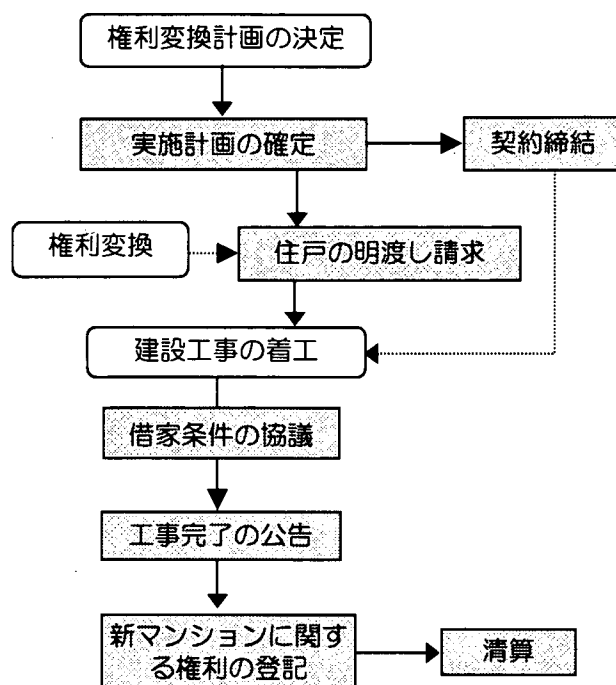 権利変換計画の決定
実施計画の確定
契約締結
権利変換
住戸の明渡し請求
建設工事の着工
借家条件の協議
工事完了の公告
新マンションに関す
る権利の登記
清算